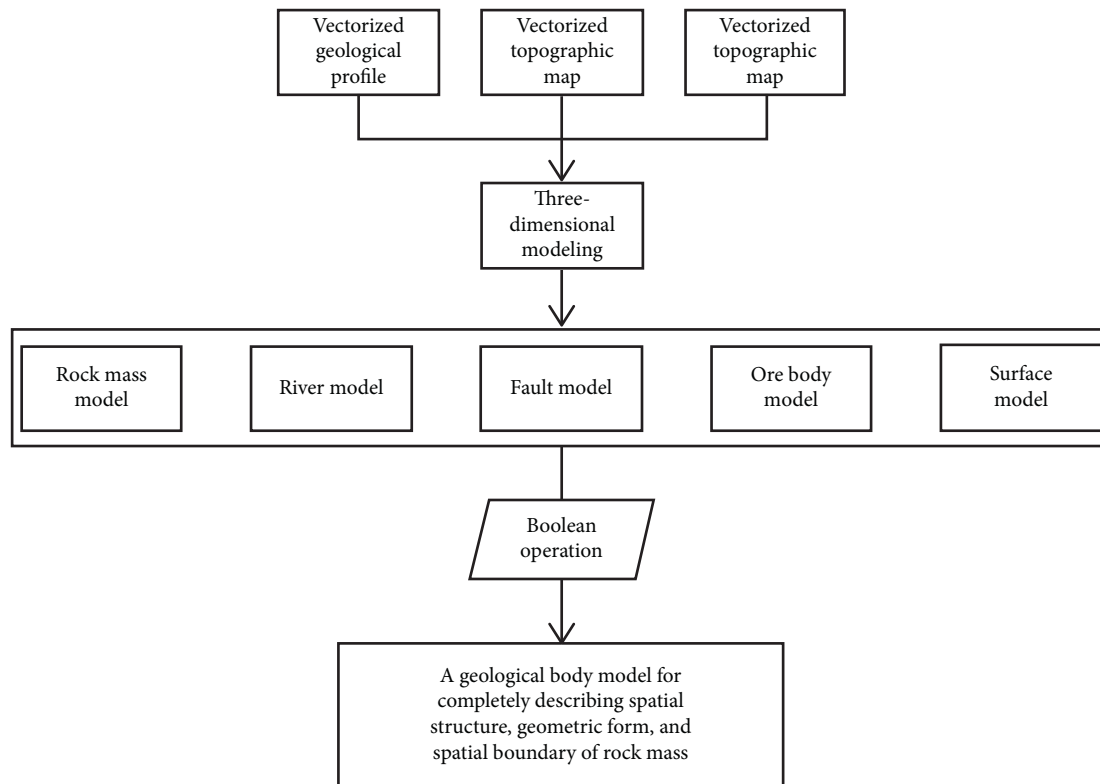 Vectorized
geological
profile
Vectorized
topographic
map
Vectorized
topographic
map
Three-
dimensional
modeling
Rock mass
model
River model
Fault model
Ore body
model
Surface
model
Boolean
operation
A geological body model for
completely describing spatial
structure, geometric form, and
spatial boundary of rock mass